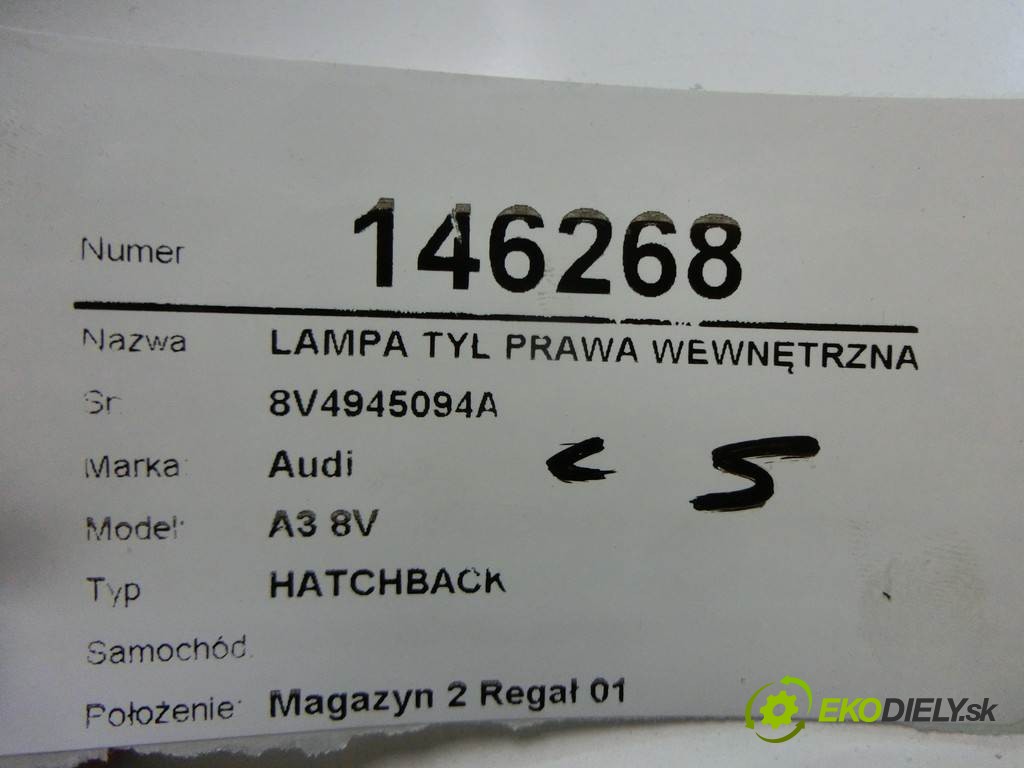 Numer 146268
Nazwa LAMPA TYL PRAWA WEWNĘTRZNA
Sr 8V4945094A
Marka Audi
c 5
Model: A3 8V
Typ HATCHBACK
Samochód
Położenie: Magazyn 2 Regał 01
EKODIELY.sk